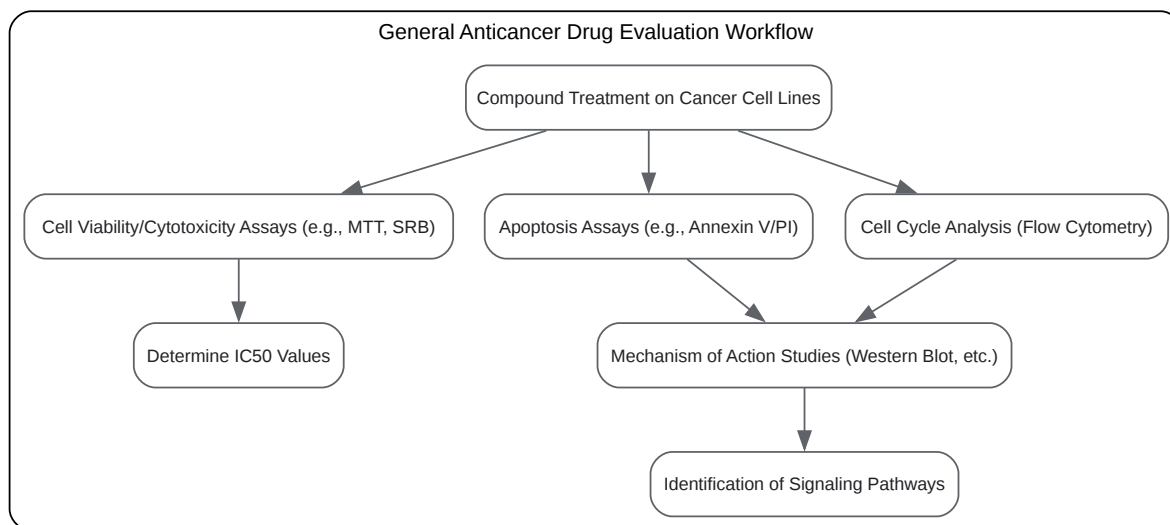 General Anticancer Drug Evaluation Workflow
Compound Treatment on Cancer Cell Lines
Cell Viability/Cytotoxicity Assays (e.g., MTT, SRB)
Apoptosis Assays (e.g., Annexin V/PI)
Cell Cycle Analysis (Flow Cytometry)
Determine IC50 Values
Mechanism of Action Studies (Western Blot, etc.)
Identification of Signaling Pathways